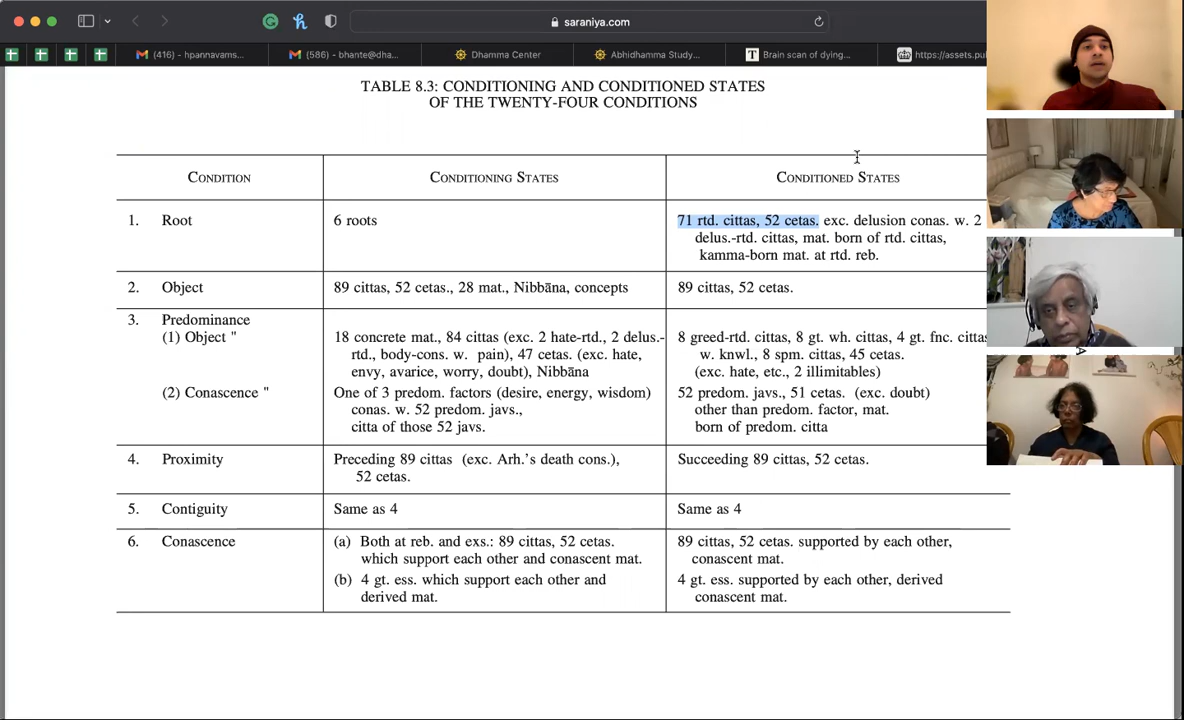 saraniya.com
(416) - hpannavams...
(586) - bhante@dha...
Dhamma Center
Abhidhamma Study...
T
Brain scan of dying...
https://assets.pu
TABLE 8.3: CONDITIONING AND CONDITIONED STATES
OF THE TWENTY-FOUR CONDITIONS
CONDITION
CONDITIONING STATES
CONDITIONED STATES
1. Root
6 roots
71 rtd. cittas, 52 cetas. exc. delusion conas. w. 2
delus.-rtd. cittas, mat. born of rtd. cittas,
kamma-born mat. at rtd. reb.
2. Object
89 cittas, 52 cetas., 28 mat., Nibbāna, concepts
89 cittas, 52 cetas.
3. Predominance
(1) Object "
18 concrete mat., 84 cittas (exc. 2 hate-rtd., 2 delus.-
rtd., body-cons. w. pain), 47 cetas. (exc. hate,
envy, avarice, worry, doubt), Nibbāna
8 greed-rtd. cittas, 8 gt. wh. cittas, 4 gt. fnc. cittas
w. knwl., 8 spm. cittas, 45 cetas.
(exc. hate, etc., 2 illimitables)
(2) Conascence "
One of 3 predom. factors (desire, energy, wisdom)
conas. w. 52 predom. javs.,
citta of those 52 javs.
52 predom. javs., 51 cetas. (exc. doubt)
other than predom. factor, mat.
born of predom. citta
4. Proximity
Preceding 89 cittas (exc. Arh.'s death cons.),
52 cetas.
Succeeding 89 cittas, 52 cetas.
5. Contiguity
Same as 4
Same as 4
6. Conascence
(a) Both at reb. and exs.: 89 cittas, 52 cetas.
which support each other and conascent mat.
89 cittas, 52 cetas. supported by each other,
conascent mat.
(b) 4 gt. ess. which support each other and
derived mat.
4 gt. ess. supported by each other, derived
conascent mat.